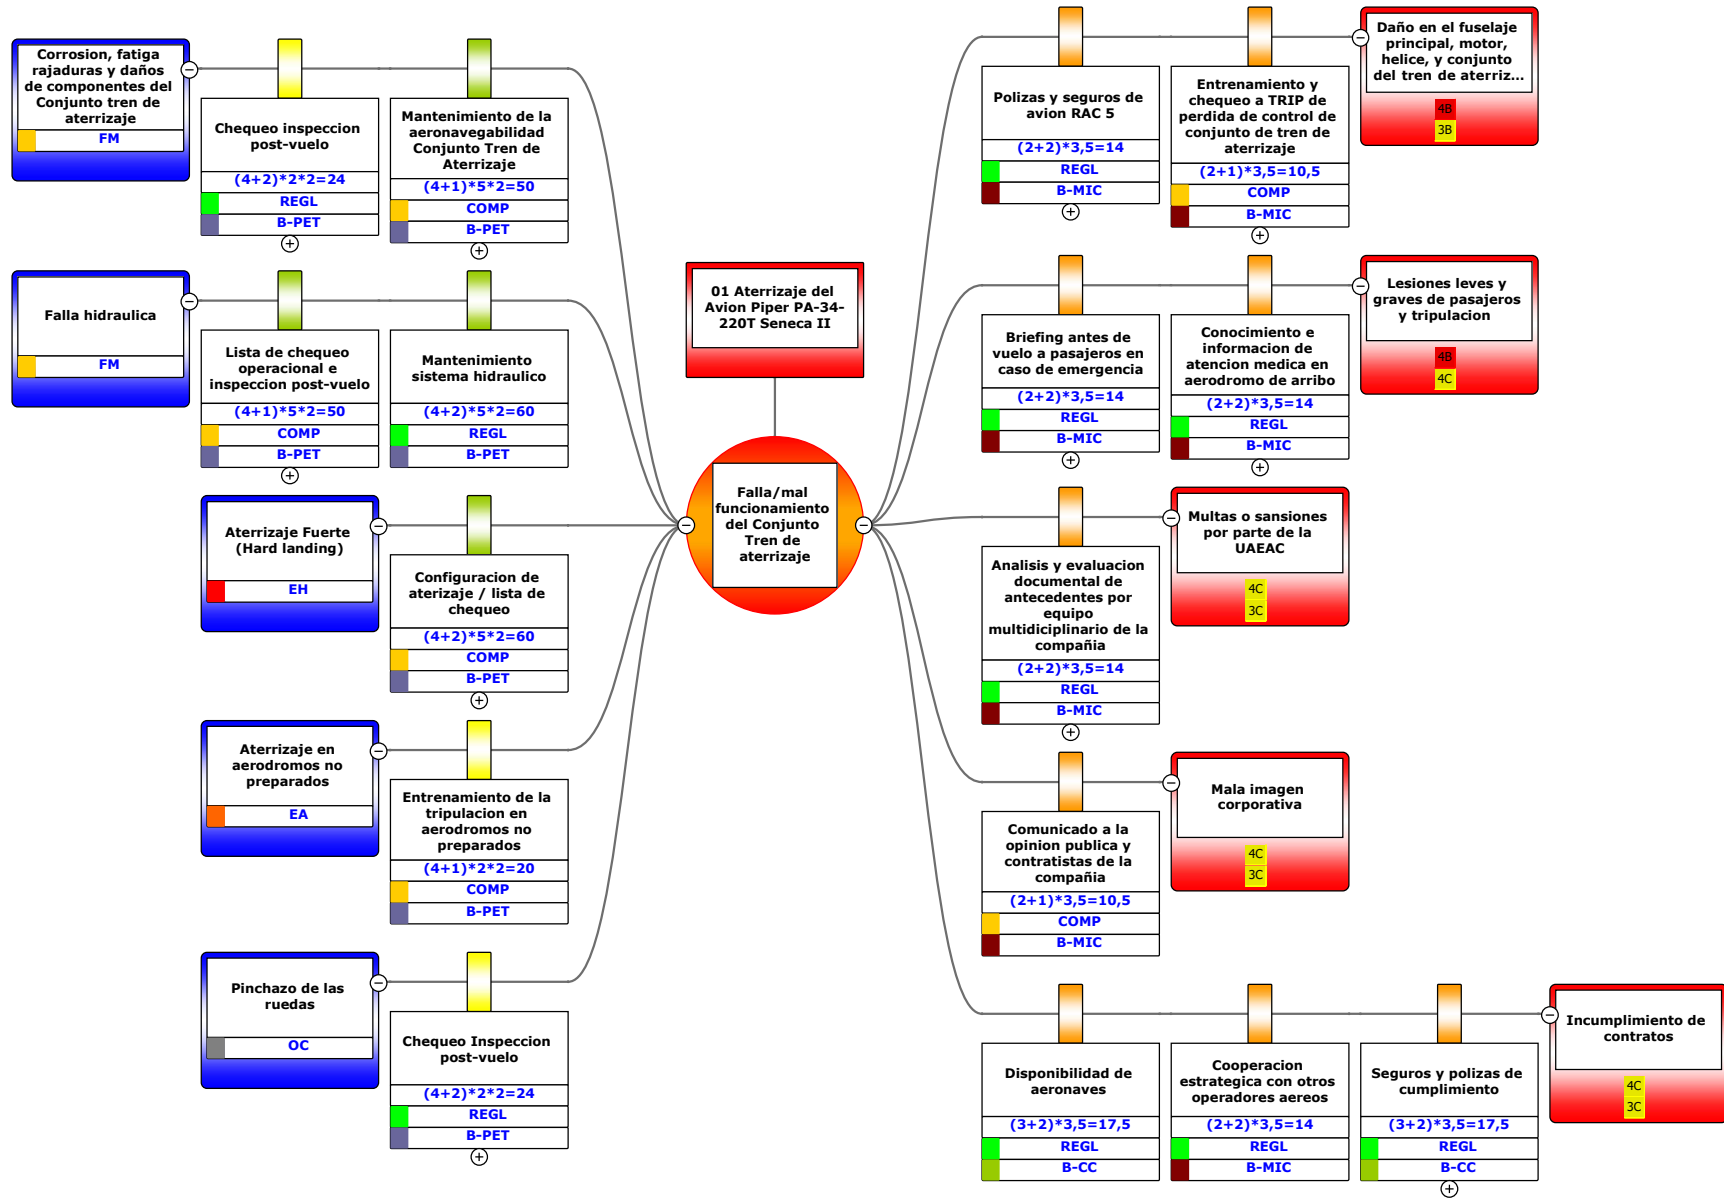 Corrosion, fatiga
rajaduras y daños
de componentes del
Conjunto tren de
aterrizaje
FM
Chequeo inspeccion
post-vuelo
(4+2)*2*2=24
REGL
B-PET
Mantenimiento de la
aeronavegabilidad
Conjunto Tren de
Aterrizaje
(4+1)*5*2=50
COMP
B-PET
Falla hidraulica
FM
Lista de chequeo
operacional e
inspeccion post-vuelo
(4+1)*5*2=50
COMP
B-PET
Mantenimiento
sistema hidraulico
(4+2)*5*2=60
REGL
B-PET
Aterrizaje Fuerte
(Hard landing)
EH
Configuracion de
aterizaje / lista de
chequeo
(4+2)*5*2=60
COMP
B-PET
Aterrizaje en
aerodromos no
preparados
EA
Entrenamiento de la
tripulacion en
aerodromos no
preparados
(4+1)*2*2=20
COMP
B-PET
Pinchazo de las
ruedas
OC
Chequeo Inspeccion
post-vuelo
(4+2)*2*2=24
REGL
B-PET
01 Aterrizaje del
Avion Piper PA-34-
220T Seneca II
Falla/mal
funcionamiento
del Conjunto
Tren de
aterrizaje
Polizas y seguros de
avion RAC 5
(2+2)*3,5=14
REGL
B-MIC
Entrenamiento y
chequeo a TRIP de
perdida de control de
conjunto de tren de
aterrizaje
(2+1)*3,5=10,5
COMP
B-MIC
Daño en el fuselaje
principal, motor,
helice, y conjunto
del tren de aterriz...
4B
3B
Briefing antes de
vuelo a pasajeros en
caso de emergencia
(2+2)*3,5=14
REGL
B-MIC
Conocimiento e
informacion de
atencion medica en
aerodromo de arribo
(2+2)*3,5=14
REGL
B-MIC
Lesiones leves y
graves de pasajeros
y tripulacion
4B
4C
Analisis y evaluacion
documental de
antecedentes por
equipo
multidiciplinario de la
compañia
(2+2)*3,5=14
REGL
B-MIC
Multas o sansiones
por parte de la
UAEAC
4C
3C
Comunicado a la
opinion publica y
contratistas de la
compañia
(2+1)*3,5=10,5
COMP
B-MIC
Mala imagen
corporativa
4C
3C
Disponibilidad de
aeronaves
(3+2)*3,5=17,5
REGL
B-CC
Cooperacion
estrategica con otros
operadores aereos
(2+2)*3,5=14
REGL
B-MIC
Seguros y polizas de
cumplimiento
(3+2)*3,5=17,5
REGL
B-CC
Incumplimiento de
contratos
4C
3C